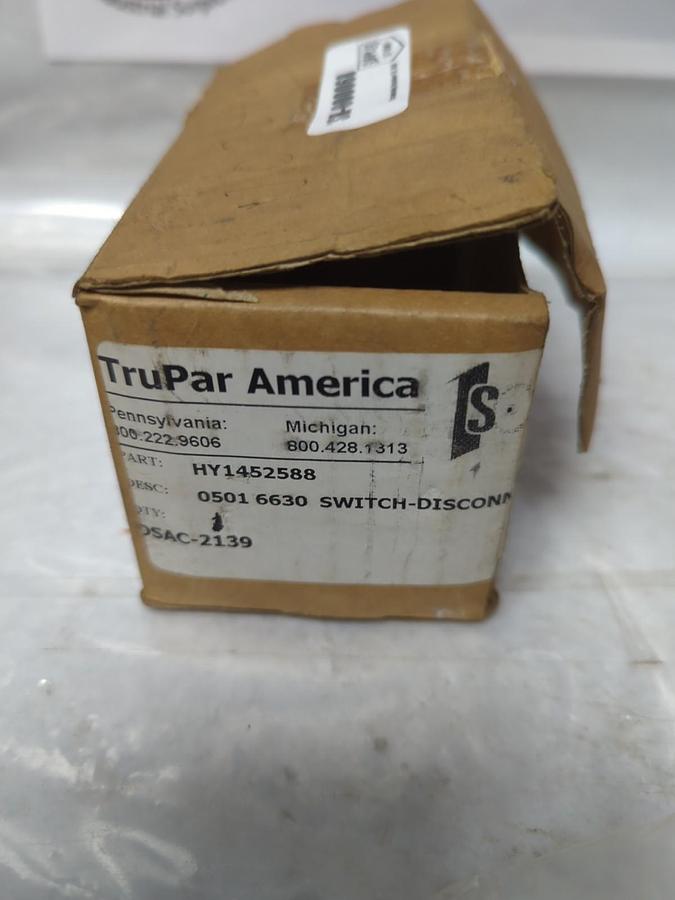 TruPar America
Pennsylvania: Michigan:
800.222.9606 800.428.1313
PART: HY1452588
DESC: 0501 6630 SWITCH-DISCONN
QTY: 1
DSAC-2139
S